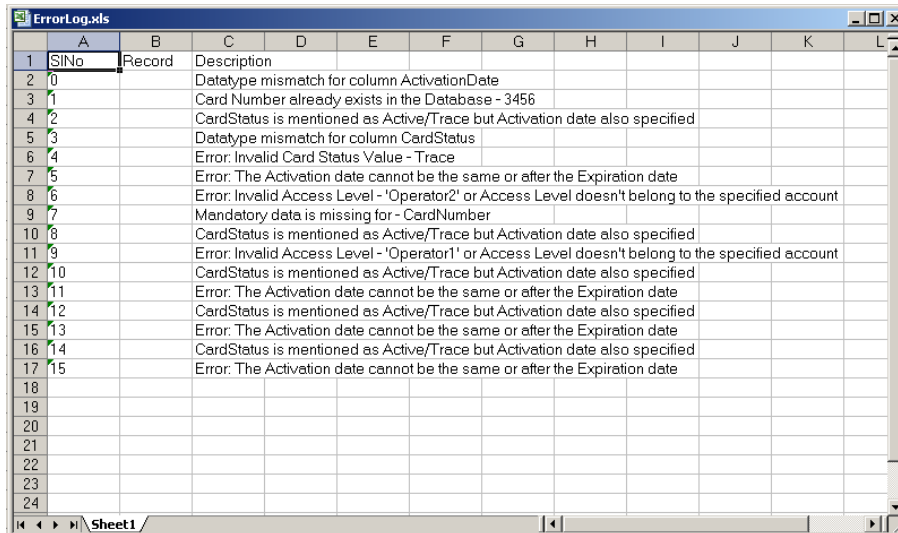 ErrorLog.xls
A B C D E F G H I J K L
1 SlNo Record Description
2 0 Datatype mismatch for column ActivationDate
3 1 Card Number already exists in the Database - 3456
4 2 CardStatus is mentioned as Active/Trace but Activation date also specified
5 3 Datatype mismatch for column CardStatus
6 4 Error: Invalid Card Status Value - Trace
7 5 Error: The Activation date cannot be the same or after the Expiration date
8 6 Error: Invalid Access Level - 'Operator2' or Access Level doesn't belong to the specified account
9 7 Mandatory data is missing for - CardNumber
10 8 CardStatus is mentioned as Active/Trace but Activation date also specified
11 9 Error: Invalid Access Level - 'Operator1' or Access Level doesn't belong to the specified account
12 10 CardStatus is mentioned as Active/Trace but Activation date also specified
13 11 Error: The Activation date cannot be the same or after the Expiration date
14 12 CardStatus is mentioned as Active/Trace but Activation date also specified
15 13 Error: The Activation date cannot be the same or after the Expiration date
16 14 CardStatus is mentioned as Active/Trace but Activation date also specified
17 15 Error: The Activation date cannot be the same or after the Expiration date
18
19
20
21
22
23
24
Sheet1